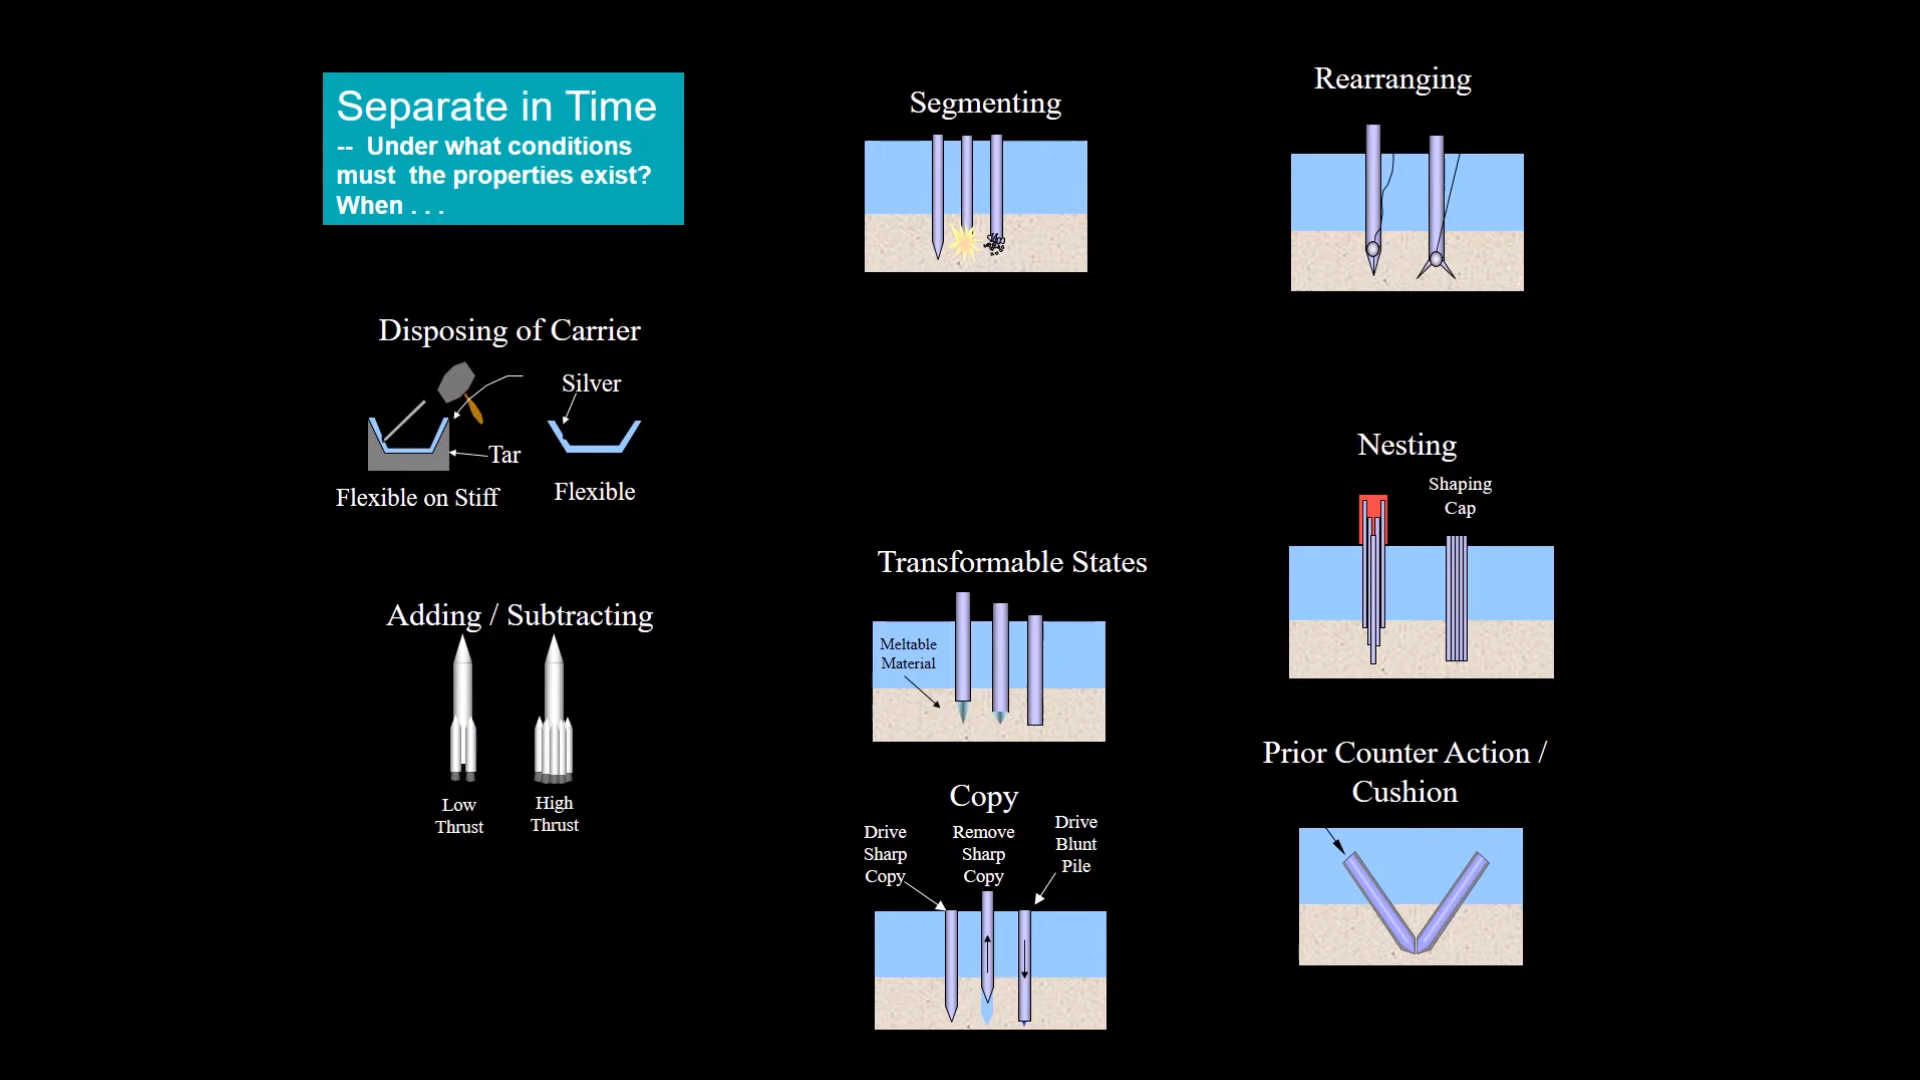 Separate in Time
-- Under what conditions
must the properties exist?
When . . .
Disposing of Carrier
Silver
Tar
Flexible on Stiff
Flexible
Adding / Subtracting
Low
Thrust
High
Thrust
Segmenting
Transformable States
Meltable
Material
Copy
Drive
Sharp
Copy
Remove
Sharp
Copy
Drive
Blunt
Pile
Rearranging
Nesting
Shaping
Cap
Prior Counter Action /
Cushion